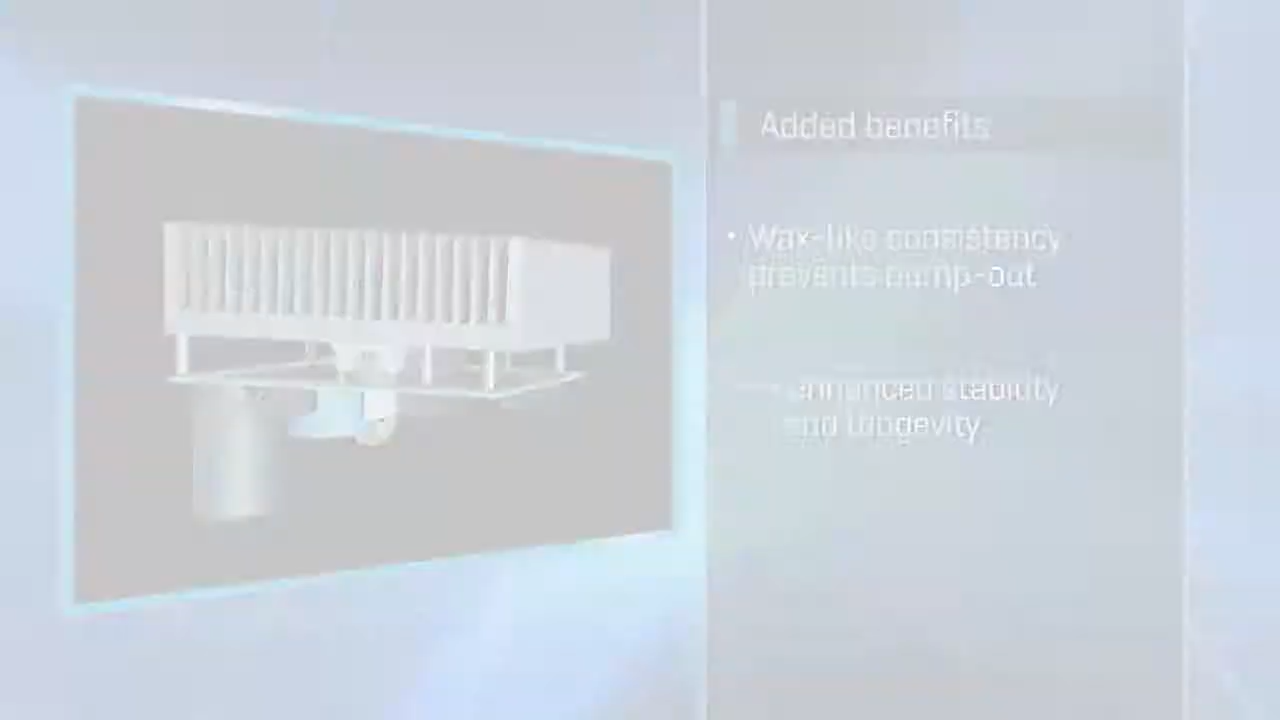 Added benefits
• Wax-like consistency
prevents pump-out
enhanced stability
and longevity